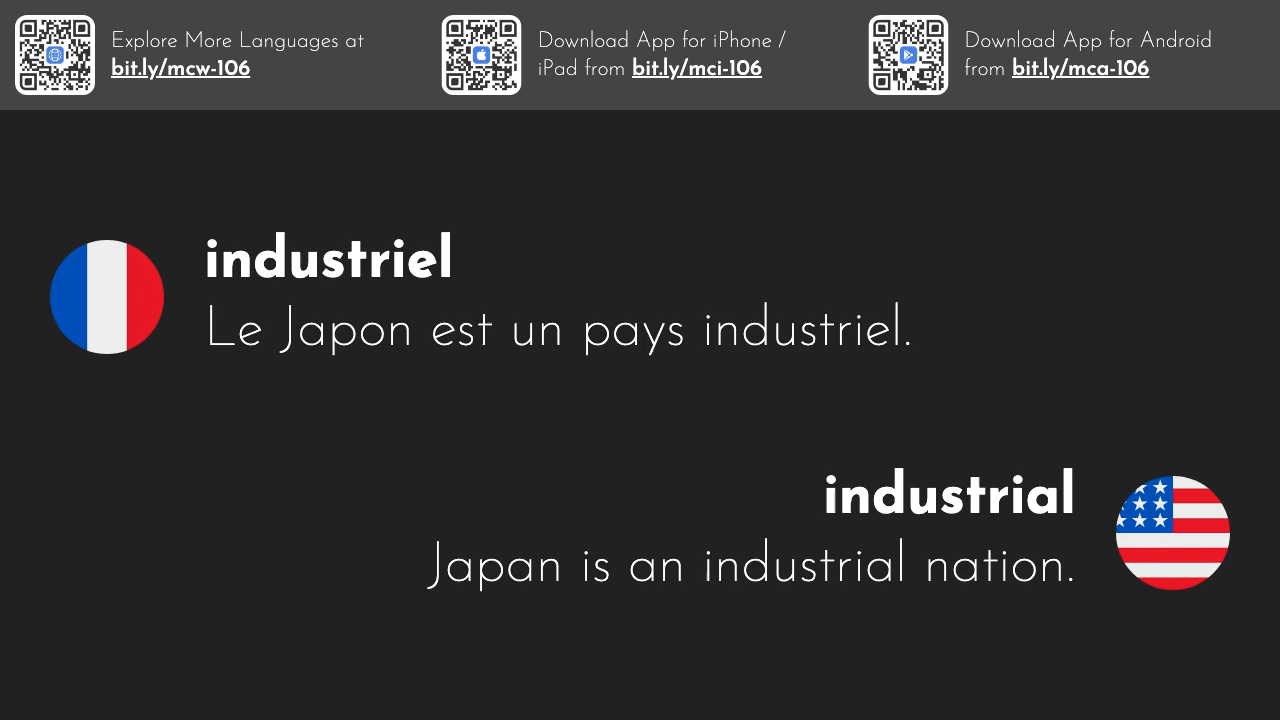 Explore More Languages at
bit.ly/mcw-106
Download App for iPhone /
iPad from bit.ly/mci-106
Download App for Android
from bit.ly/mca-106
industriel
Le Japon est un pays industriel.
industrial
Japan is an industrial nation.